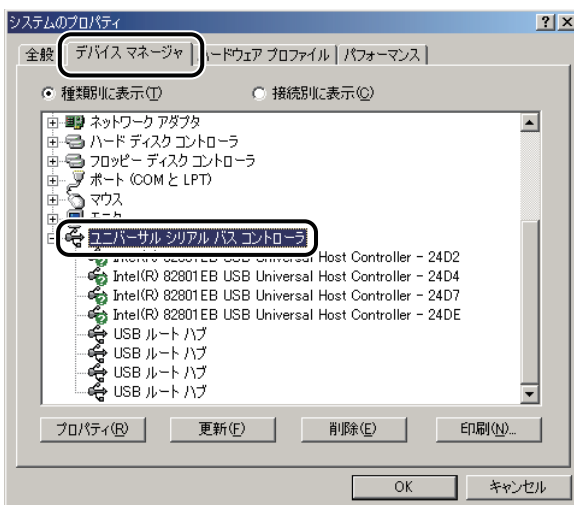 システムのプロパティ
全般 デバイス マネージャ ードウェア プロファイル パフォーマンス
種類別に表示(T) 接続別に表示(C)
ネットワーク アダプタ
ハード ディスク コントローラ
フロッピー ディスク コントローラ
ポート (COM と LPT)
マウス
モニタ
ユニバーサル シリアル バス コントローラ
Intel(R) 82801EB USB Universal Host Controller - 24D2
Intel(R) 82801EB USB Universal Host Controller - 24D4
Intel(R) 82801EB USB Universal Host Controller - 24D7
Intel(R) 82801EB USB Universal Host Controller - 24DE
USB ルート ハブ
USB ルート ハブ
USB ルート ハブ
USB ルート ハブ
プロパティ(R) 更新(F) 削除(E) 印刷(N)...
OK キャンセル